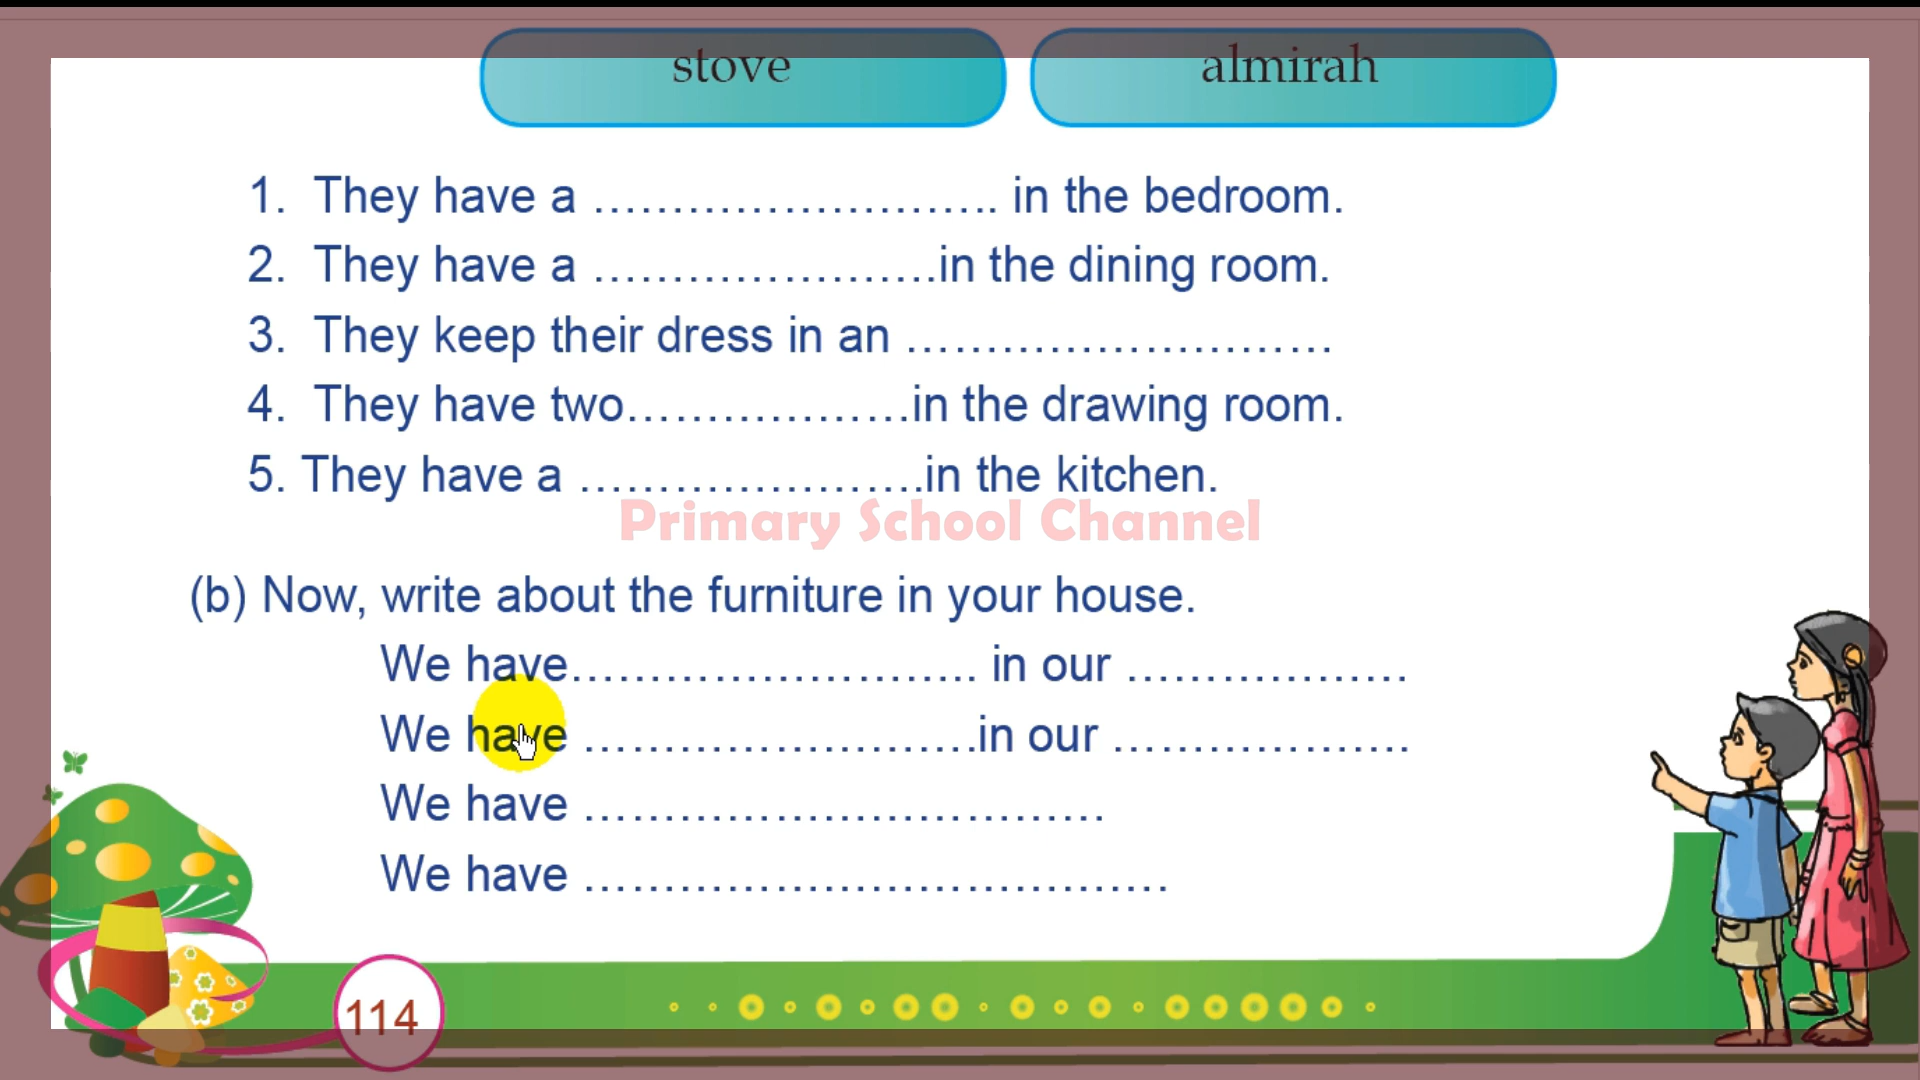 stove almirah
1. They have a ………………………. in the bedroom.
2. They have a ………………….in the dining room.
3. They keep their dress in an ………………………
4. They have two………………in the drawing room.
5. They have a ………………….in the kitchen.
Primary School Channel
(b) Now, write about the furniture in your house.
We have……………………. in our ………………
We have …………………….in our ………………
We have ……………………………
We have ………………………………
114